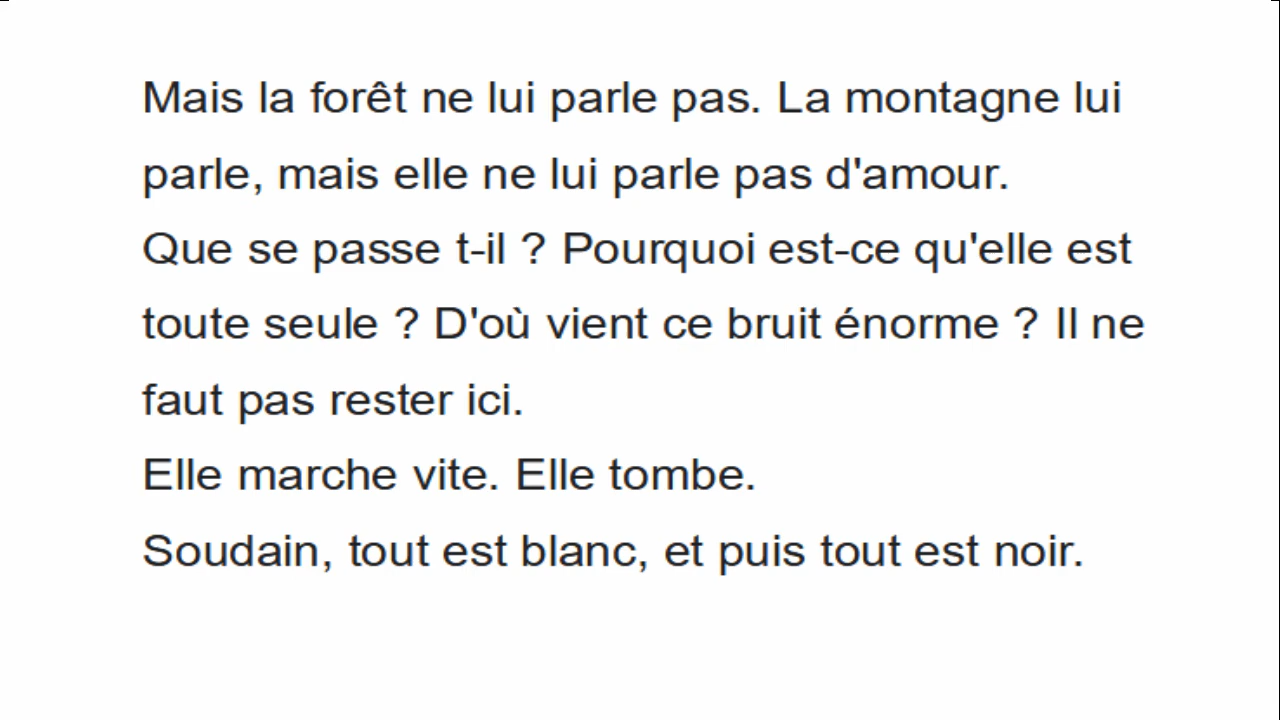 Mais la forêt ne lui parle pas. La montagne lui
parle, mais elle ne lui parle pas d'amour.
Que se passe t-il ? Pourquoi est-ce qu'elle est
toute seule ? D'où vient ce bruit énorme ? Il ne
faut pas rester ici.
Elle marche vite. Elle tombe.
Soudain, tout est blanc, et puis tout est noir.